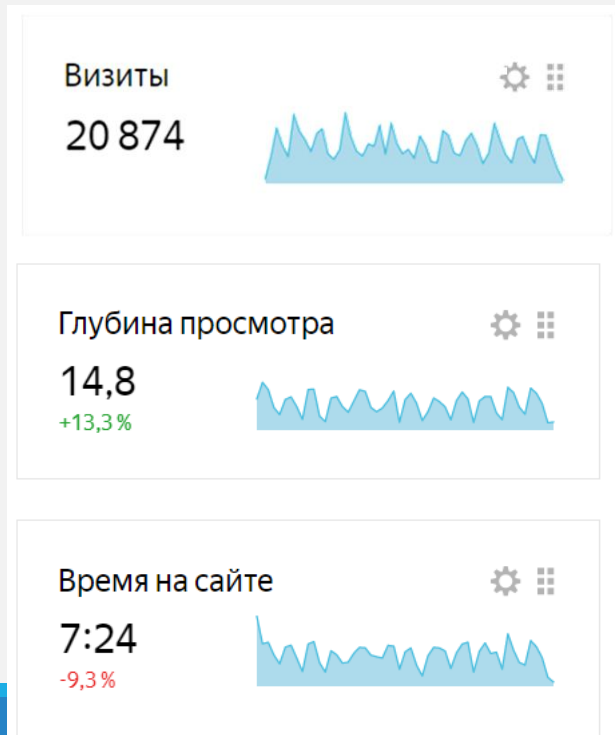 Визиты
20 874
Глубина просмотра
14,8
+13,3 %
Время на сайте
7:24
-9,3 %